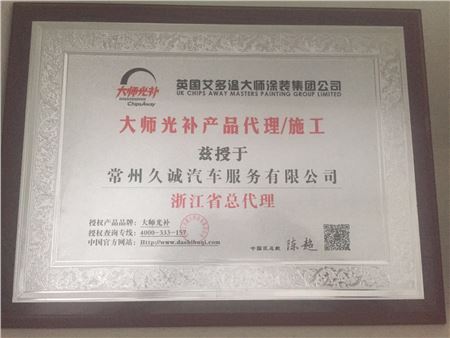 大师光补
ChipsAway
英国艾多温大师涂装集团公司
UK CHIPS AWAY MASTERS PAINTING GROUP LIMITED
大师光补产品代理/施工
兹授于
常州久诚汽车服务有限公司
浙江省总代理
授权产品品牌：大师光补
授权查询专线：4000-333-157
中国官方网站：Http://www.dashibuqi.com
中国区总裁
陈超